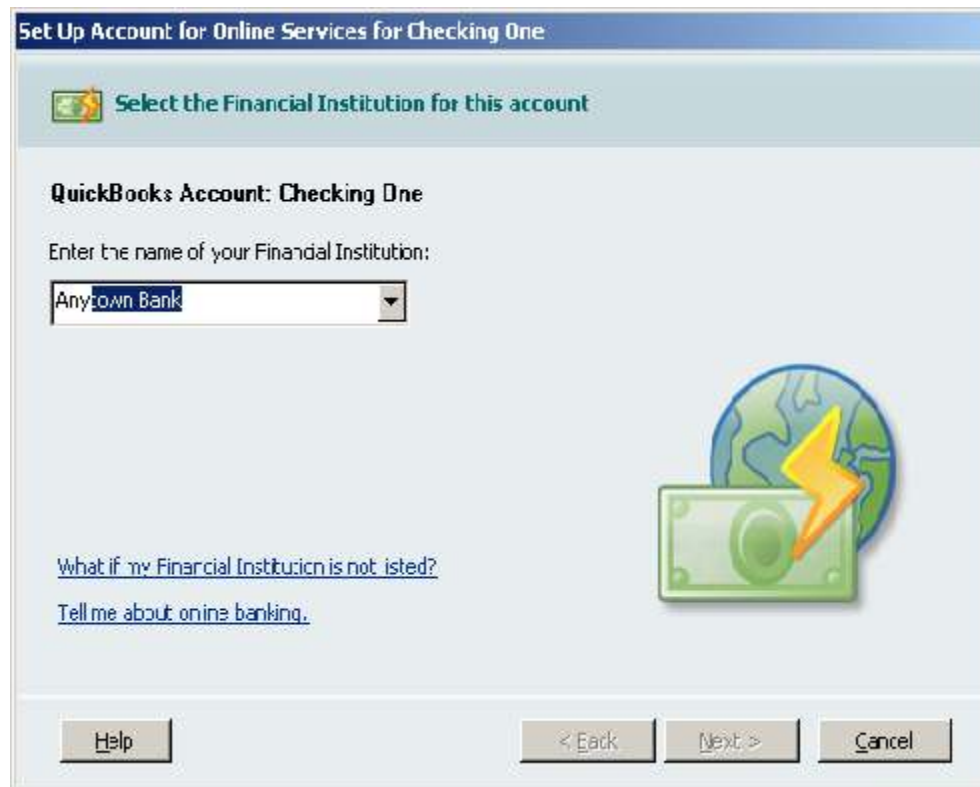 Set Up Account for Online Services for Checking One
Select the Financial Institution for this account
QuickBooks Account: Checking One
Enter the name of your Financial Institution:
Anytown Bank
What if my Financial Institution is not listed?
Tell me about online banking.
Help
< Back
Next >
Cancel